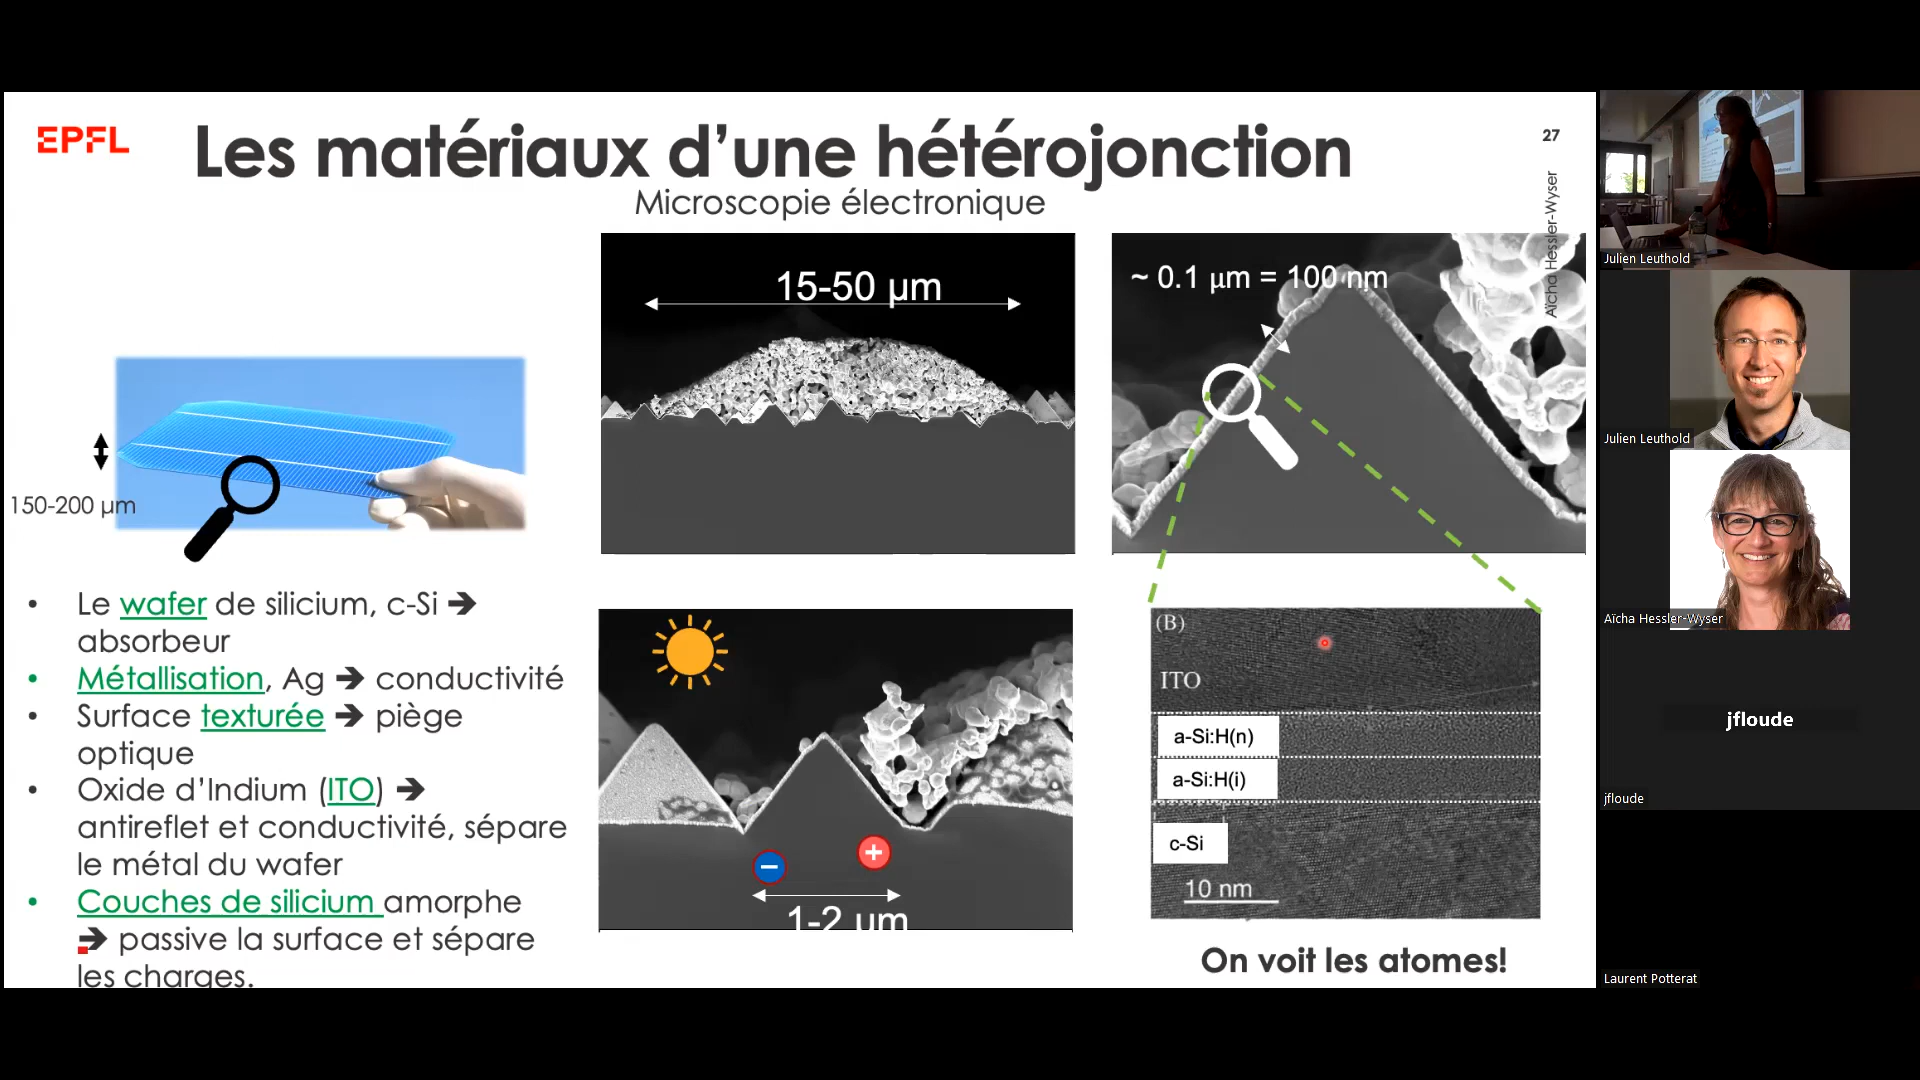 EPFL
Les matériaux d’une hétérojonction
27
Microscopie électronique
Aïcha Hessler-Wyser
15-50 µm
~ 0.1 µm = 100 nm
150-200 µm
• Le wafer de silicium, c-Si ➔
absorbeur
• Métallisation, Ag ➔ conductivité
• Surface texturée ➔ piège
optique
• Oxide d’Indium (ITO) ➔
antireflet et conductivité, sépare
le métal du wafer
• Couches de silicium amorphe
➔ passive la surface et sépare
les charges.
−
+
1-2 µm
(B)
ITO
a-Si:H(n)
a-Si:H(i)
c-Si
10 nm
On voit les atomes!
Julien Leuthold
Julien Leuthold
Aïcha Hessler-Wyser
jfloude
jfloude
Laurent Potterat